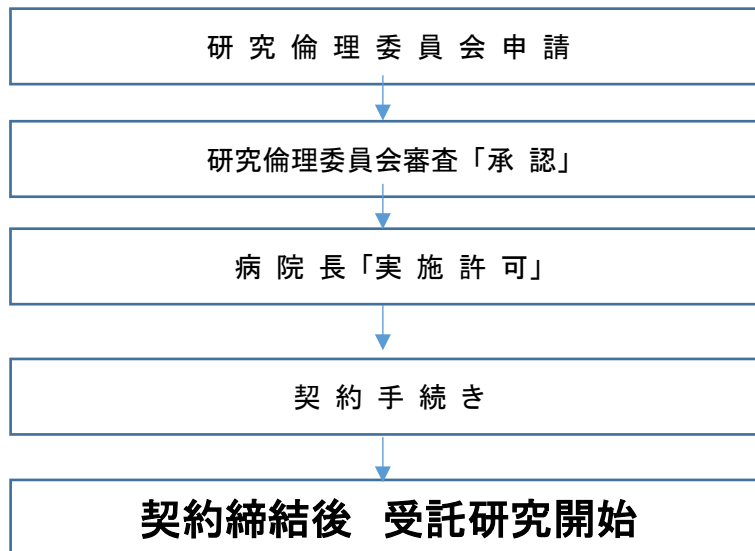 研 究 倫 理 委 員 会 申 請
研究倫理委員会審査「承 認」
病 院 長「実 施 許 可」
契 約 手 続 き
契約締結後　受託研究開始